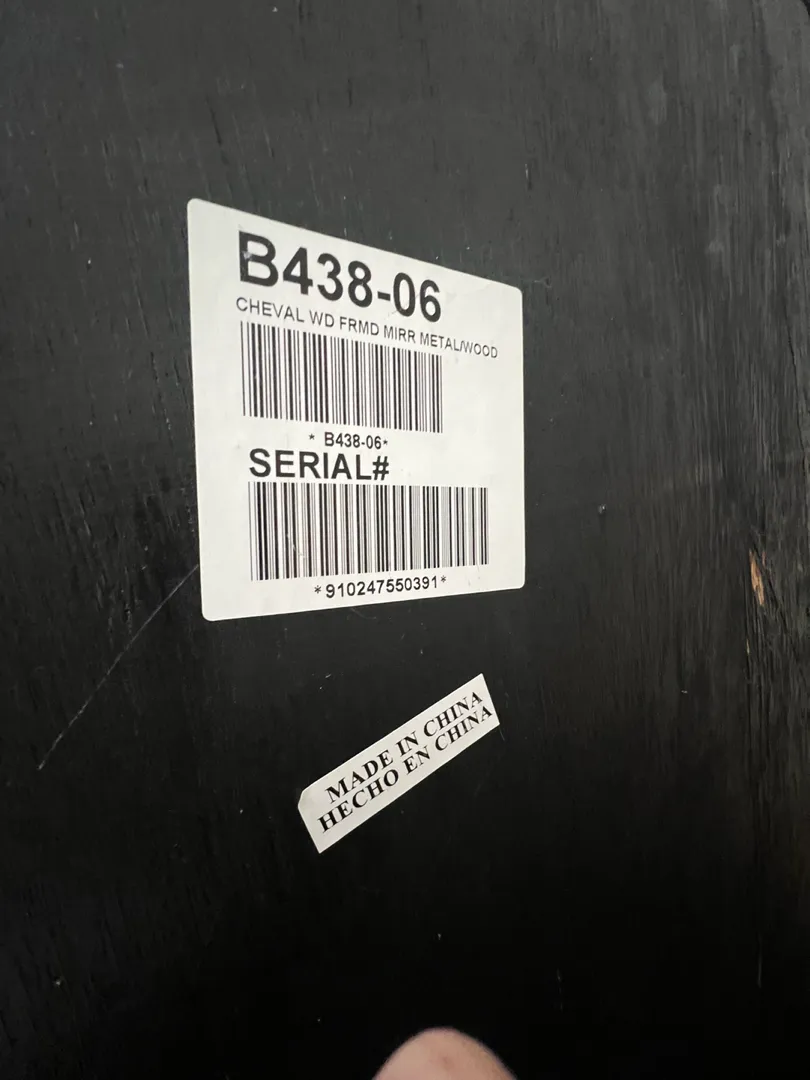 B438-06
CHEVAL WD FRMD MIRR METAL/WOOD
* B438-06*
SERIAL#
*910247550391*
MADE IN CHINA
HECHO EN CHINA